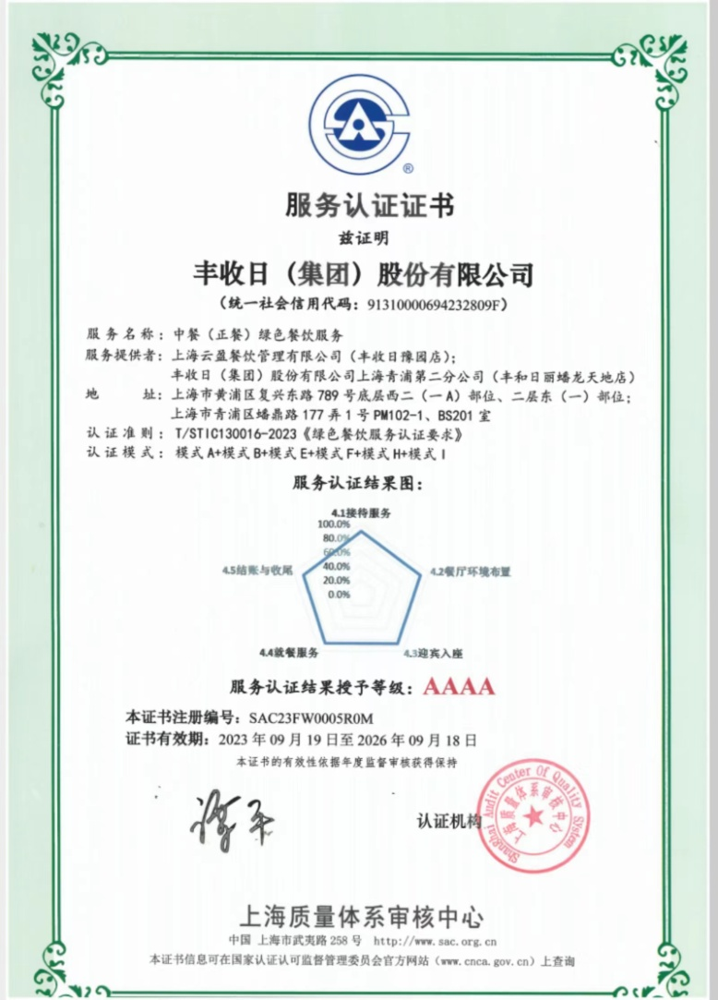 ®
服务认证证书
兹证明
丰收日（集团）股份有限公司
（统一社会信用代码：91310000694232809F）
服务名称：中餐（正餐）绿色餐饮服务
服务提供者：上海云盈餐饮管理有限公司（丰收日豫园店）；
丰收日（集团）股份有限公司上海青浦第二分公司（丰和日丽蟠龙天地店）
地 址：上海市黄浦区复兴东路 789 号底层西二（一 A）部位、二层东（一）部位；
上海市青浦区蟠鼎路 177 弄 1 号 PM102-1、BS201 室
认证准则：T/STIC130016-2023《绿色餐饮服务认证要求》
认证模式：模式 A+模式 B+模式 E+模式 F+模式 H+模式 I
服务认证结果图：
4.1接待服务
100.0%
80.0%
60.0%
40.0%
20.0%
0.0%
4.5结账与收尾
4.2餐厅环境布置
4.4就餐服务
4.3迎宾入座
服务认证结果授予等级：AAAA
本证书注册编号：SAC23FW0005R0M
证书有效期：2023 年 09 月 19 日至 2026 年 09 月 18 日
本证书的有效性依据年度监督审核获得保持
认证机构
Shanghai Audit Center Of Quality System
上海质量体系审核中心
上海质量体系审核中心
中国 上海市武夷路 258 号 http://www.sac.org.cn
本证书信息可在国家认证认可监督管理委员会官方网站（www.cnca.gov.cn）上查询